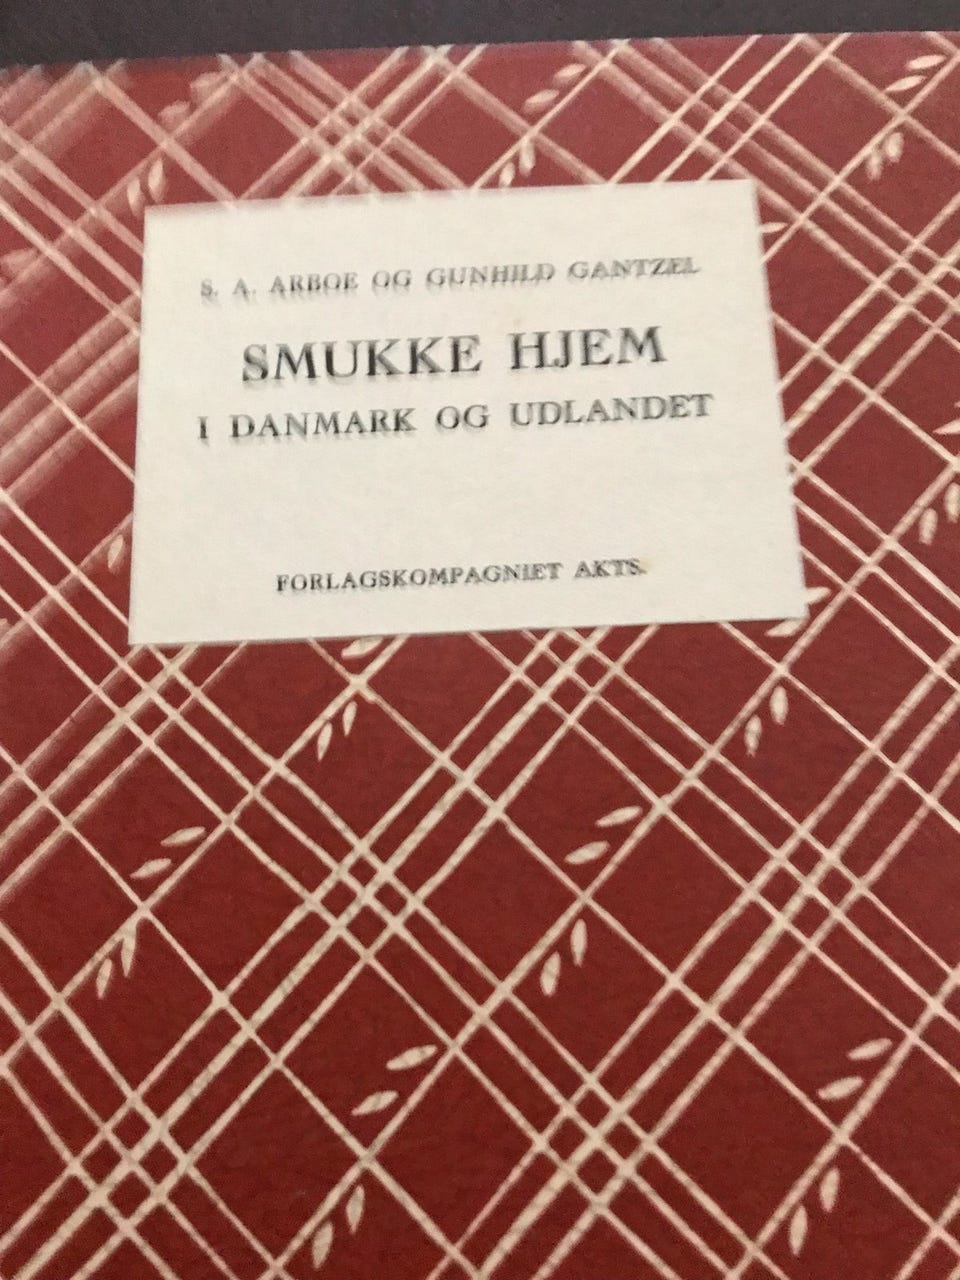 S. A. ARBOE OG GUNHILD GANTZEL
SMUKKE HJEM
I DANMARK OG UDLANDET
FORLAGSKOMPAGNIET AKTS.